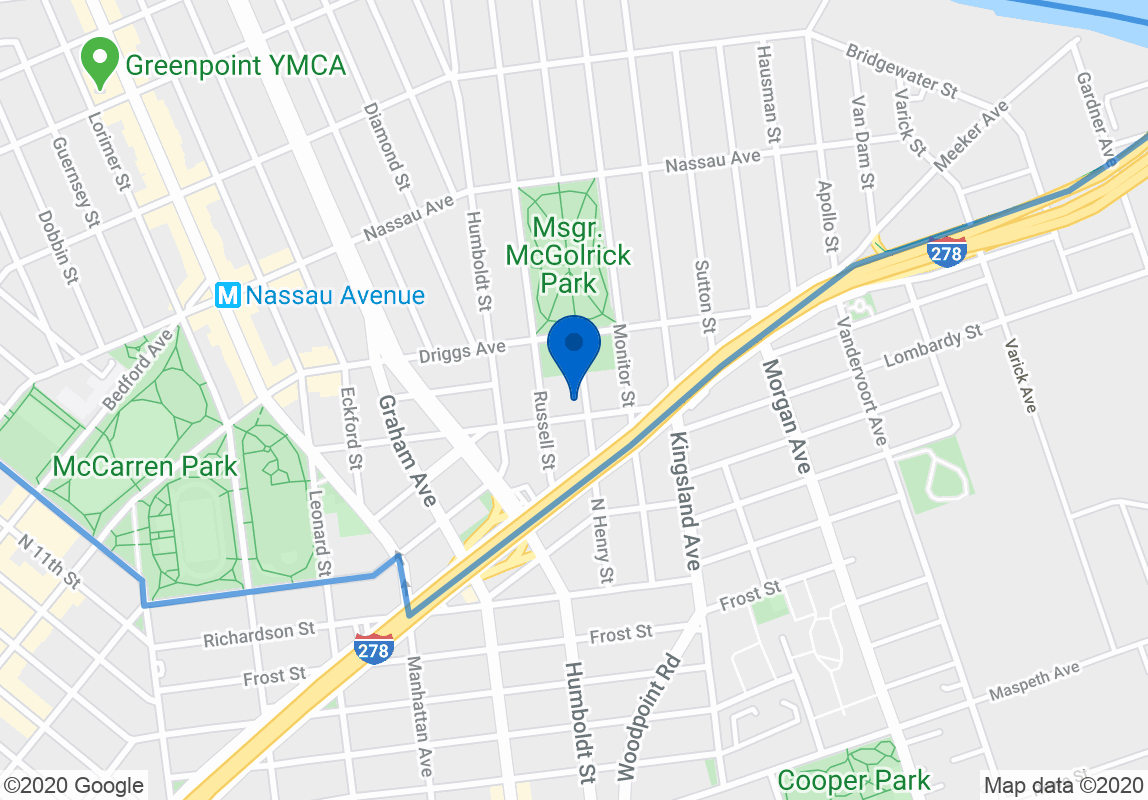 Greenpoint YMCA
Bridgewater St
Hausman St
Gardner Ave
Van Dam St
Varick St
Meeker Ave
Diamond St
Lorimer St
Guernsey St
Nassau Ave
Apollo St
Dobbin St
Nassau Ave
Humboldt St
Msgr.
McGolrick
Park
278
Sutton St
M Nassau Avenue
Monitor St
Vandervoort Ave
Lombardy St
Varick Ave
Bedford Ave
Driggs Ave
Eckford St
Graham Ave
Russell St
Morgan Ave
Kingsland Ave
McCarren Park
Leonard St
N Henry St
N 11th St
Frost St
Richardson St
Frost St
278
Frost St
Manhattan Ave
Humboldt St
Woodpoint Rd
Maspeth Ave
Cooper Park
©2020 Google
Map data ©2020